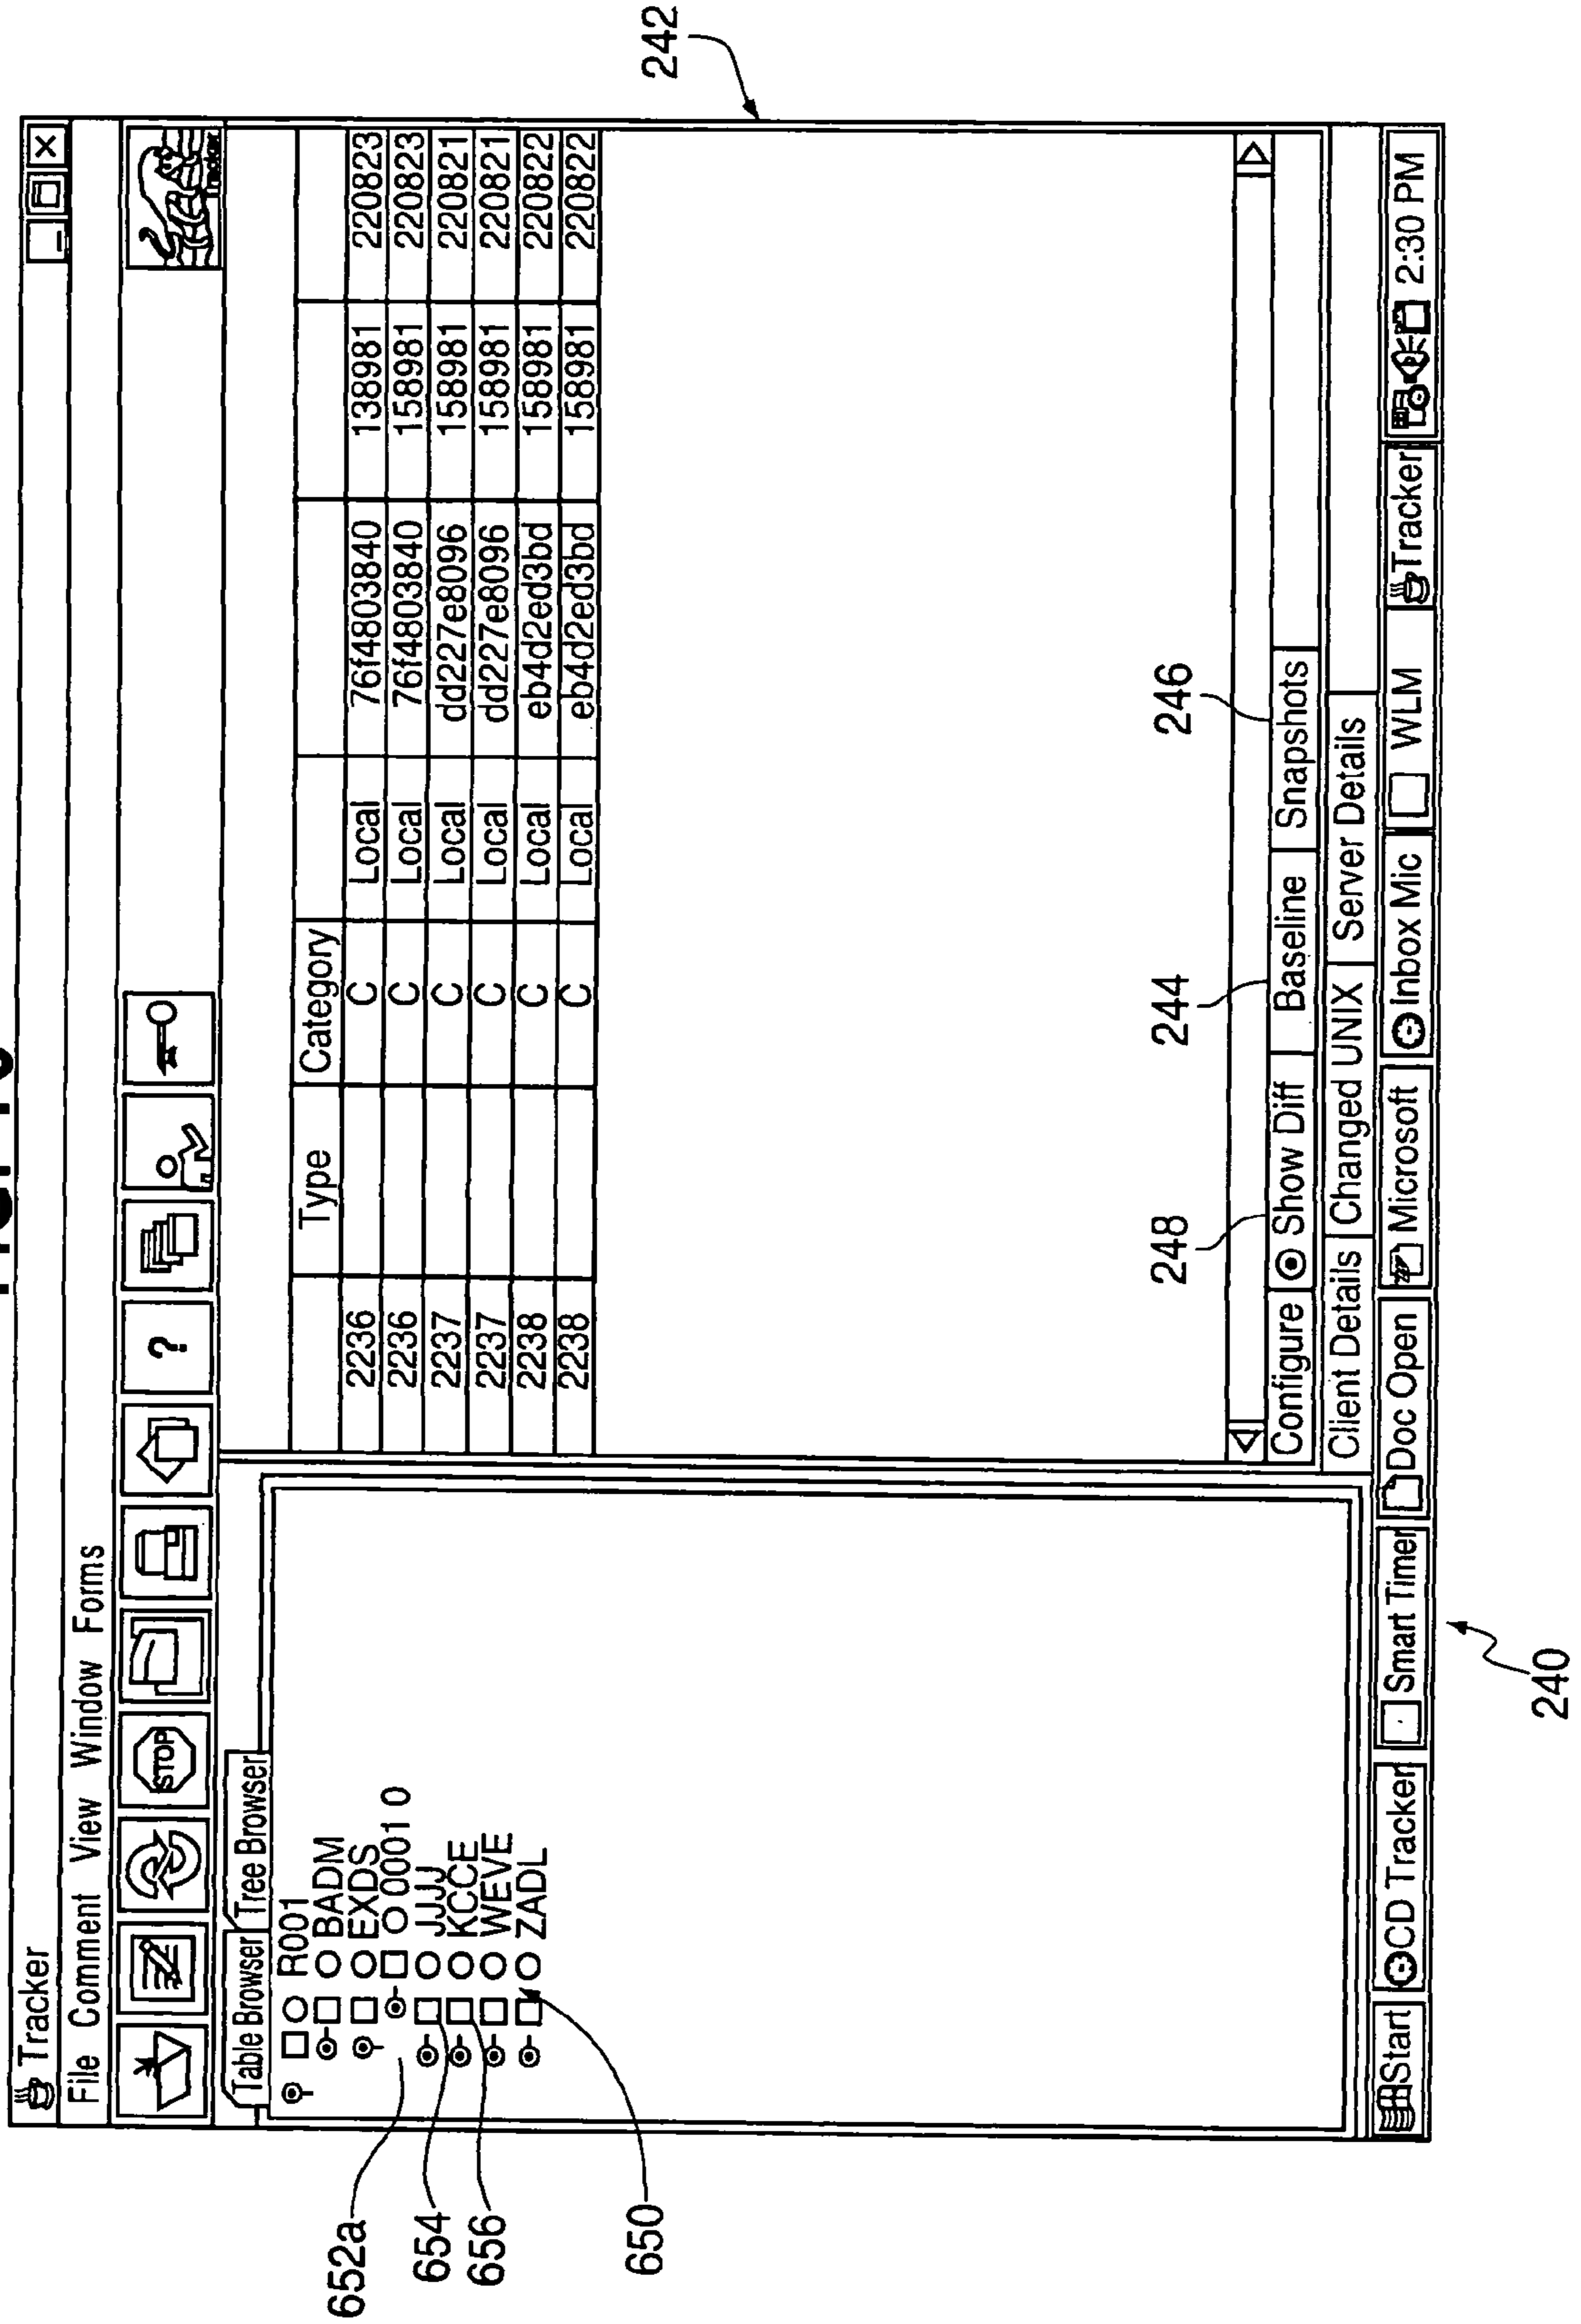 Tracker
File Comment View Window Forms
STOP
?
Tracker
Table Browser Tree Browser
R001
BADM
EXDS
0001 0
JJJJ
KCCE
WEVE
ZADL
Type Category
2236 C Local 76f4803840 138981 220823
2236 C Local 76f4803840 158981 220823
2237 C Local dd227e8096 158981 220821
2237 C Local dd227e8096 158981 220821
2238 C Local eb4d2ed3bd 158981 220822
2238 C Local eb4d2ed3bd 158981 220822
Configure Show Diff Baseline Snapshots
Client Details Changed UNIX Server Details
Start CD Tracker Smart Timer Doc Open Microsoft Inbox Mic WLM Tracker 2:30 PM
652a
654
656
650
248
244
246
242
240